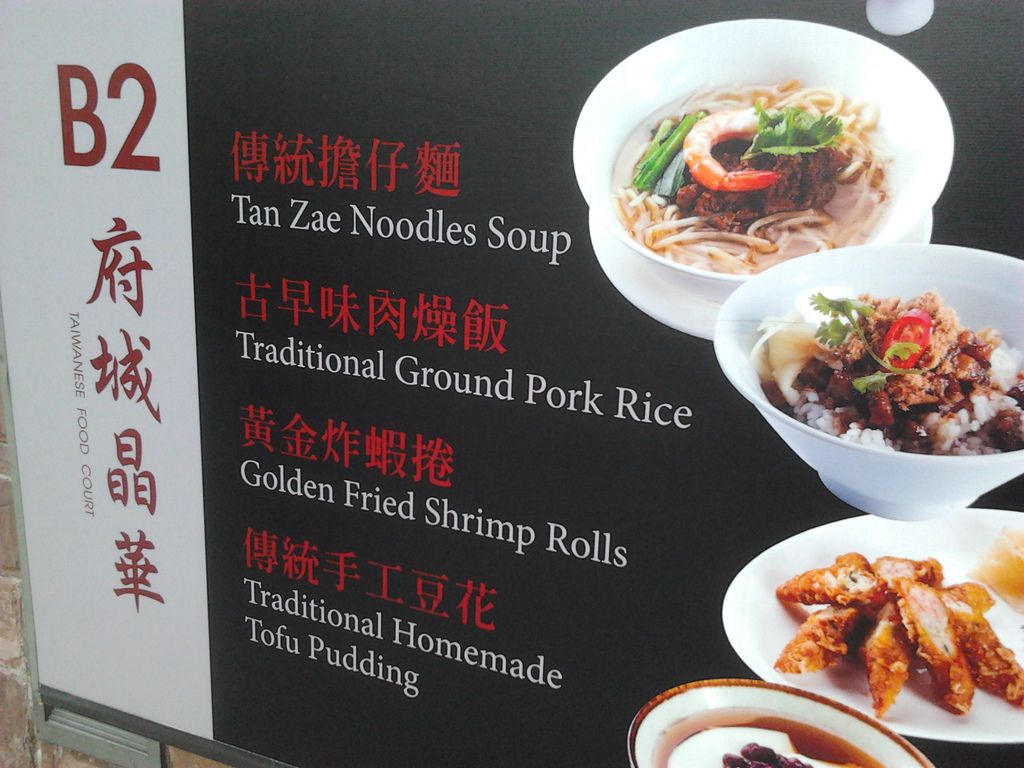 B2
府城晶華
TAIWANESE FOOD COURT
傳統擔仔麵
Tan Zae Noodles Soup
古早味肉燥飯
Traditional Ground Pork Rice
黃金炸蝦捲
Golden Fried Shrimp Rolls
傳統手工豆花
Traditional Homemade
Tofu Pudding